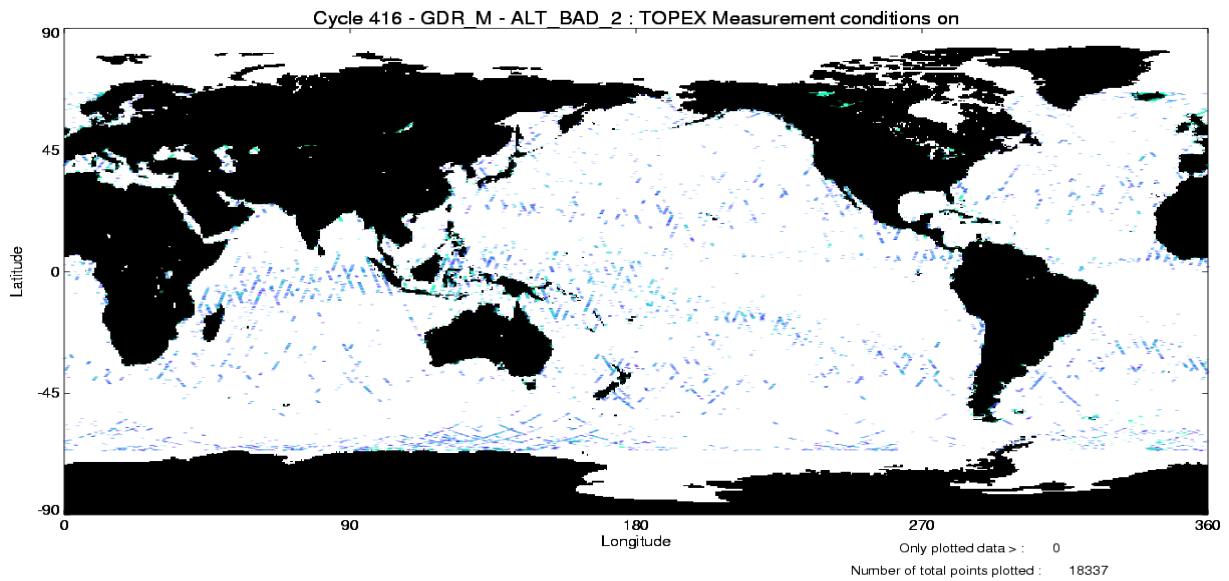 Cycle 416 - GDR_M - ALT_BAD_2 : TOPEX Measurement conditions on
90
45
0
-45
-90
Latitude
0 90 180 270 360
Longitude
Only plotted data > : 0
Number of total points plotted : 18337